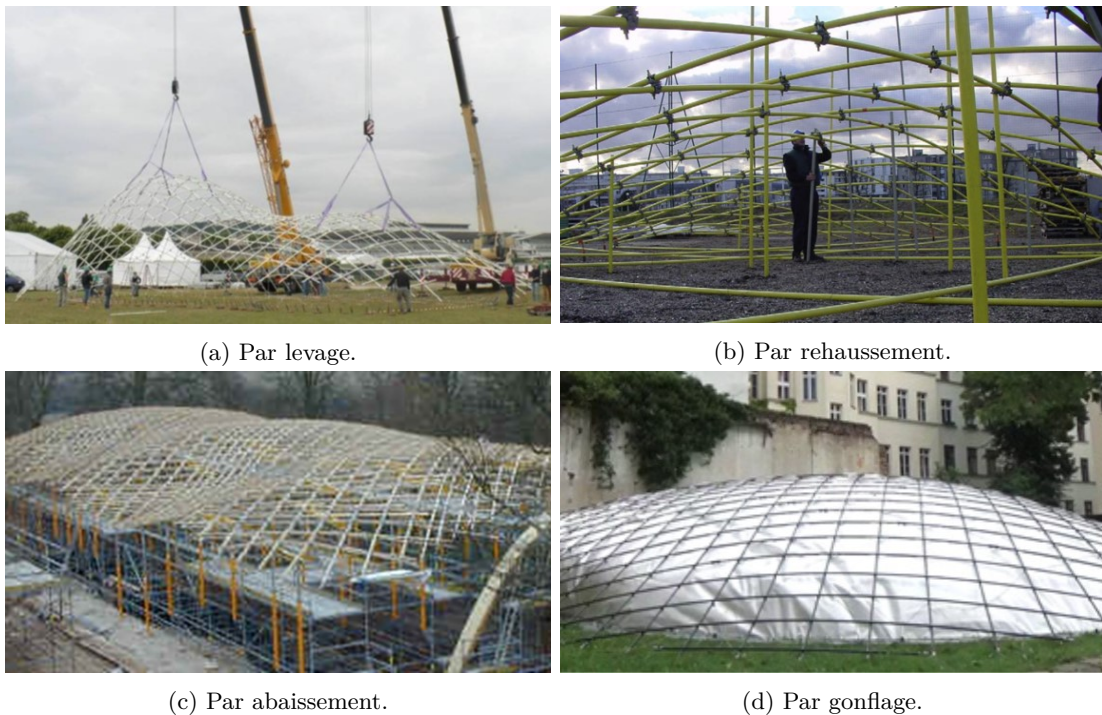 (a) Par levage.
(b) Par rehaussement.
(c) Par abaissement.
(d) Par gonflage.